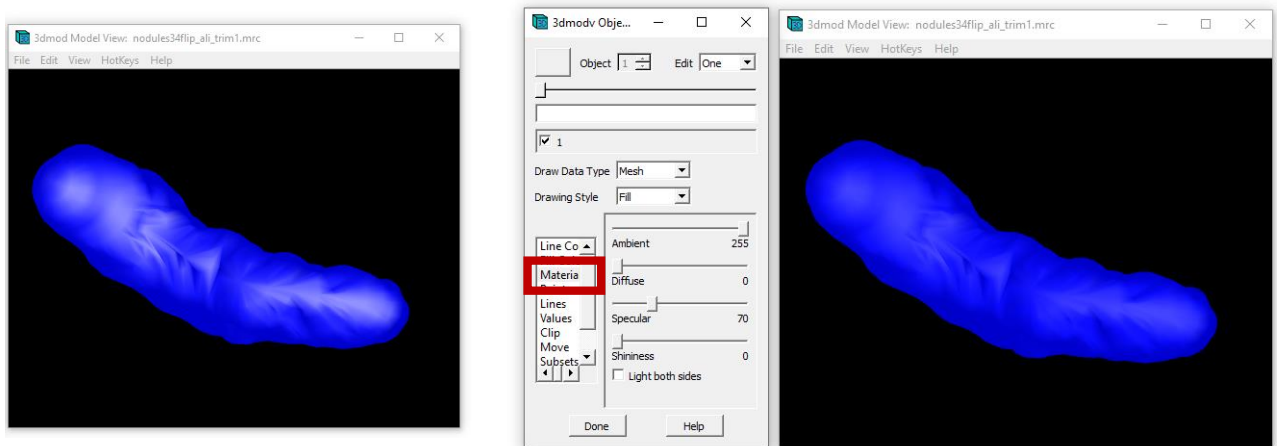 3dmod Model View: nodules34flip_ali_trim1.mrc
File Edit View HotKeys Help
3dmodv Obje...
Object 1 Edit One
1
Draw Data Type Mesh
Drawing Style Fill
Line Co
Materia
Lines
Values
Clip
Move
Subsets
Ambient 255
Diffuse 0
Specular 70
Shininess 0
Light both sides
Done Help
3dmod Model View: nodules34flip_ali_trim1.mrc
File Edit View HotKeys Help